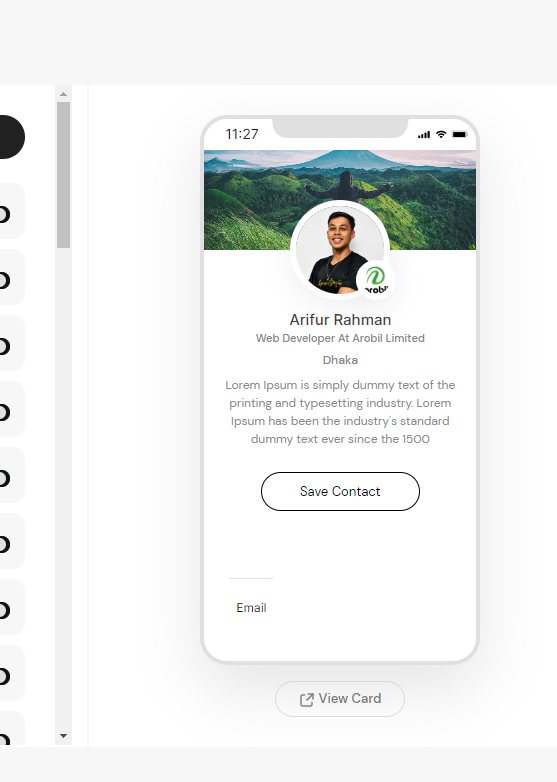 11:27
arobil
Arifur Rahman
Web Developer At Arobil Limited
Dhaka
Lorem Ipsum is simply dummy text of the
printing and typesetting industry. Lorem
Ipsum has been the industry's standard
dummy text ever since the 1500
Save Contact
Email
View Card